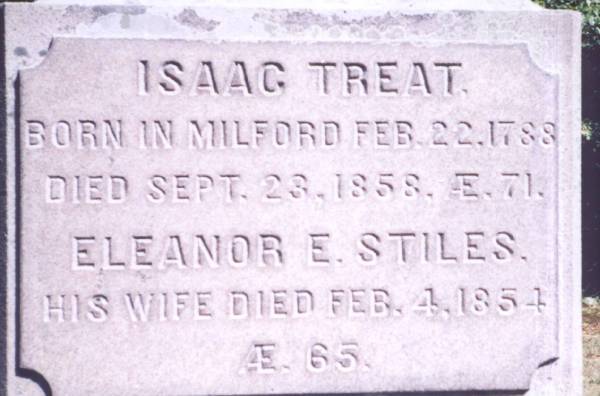 ISAAC TREAT.
BORN IN MILFORD FEB. 22, 1788
DIED SEPT. 23, 1858, Æ. 71.
ELEANOR E. STILES.
HIS WIFE DIED FEB. 4, 1854
Æ. 65.